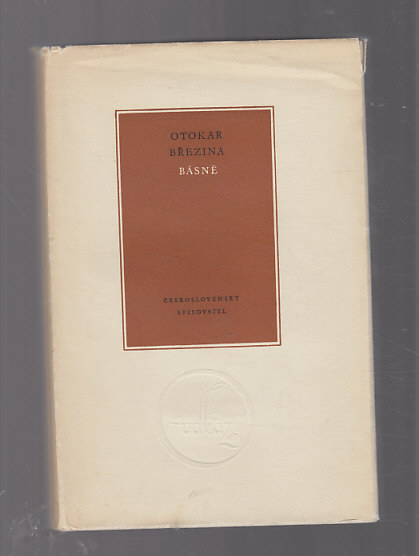 OTOKAR
BŘEZINA
BÁSNĚ
ČESKOSLOVENSKÝ
SPISOVATEL